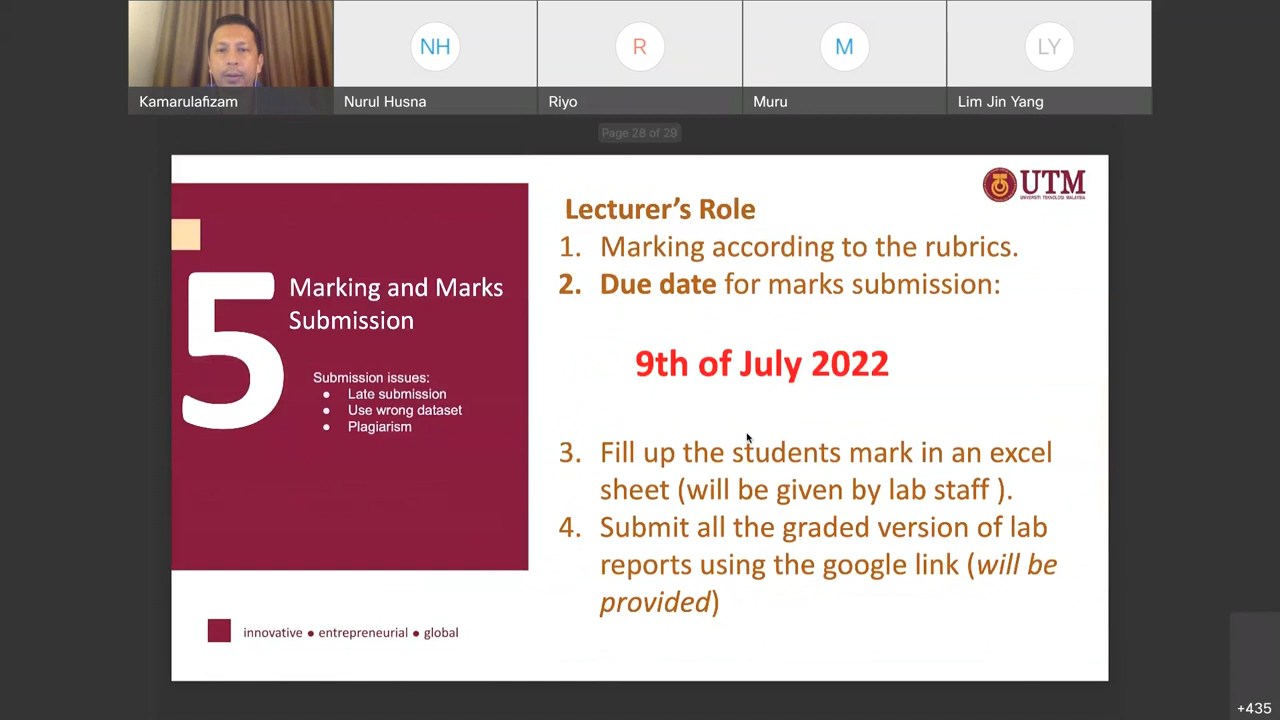 NH
R
M
LY
Kamarulafizam
Nurul Husna
Riyo
Muru
Lim Jin Yang
Page 28 of 29
UTM
UNIVERSITI TEKNOLOGI MALAYSIA
5
Marking and Marks
Submission
Submission issues:
● Late submission
● Use wrong dataset
● Plagiarism
innovative ● entrepreneurial ● global
Lecturer’s Role
1. Marking according to the rubrics.
2. Due date for marks submission:
9th of July 2022
3. Fill up the students mark in an excel
sheet (will be given by lab staff ).
4. Submit all the graded version of lab
reports using the google link (will be
provided)
+435